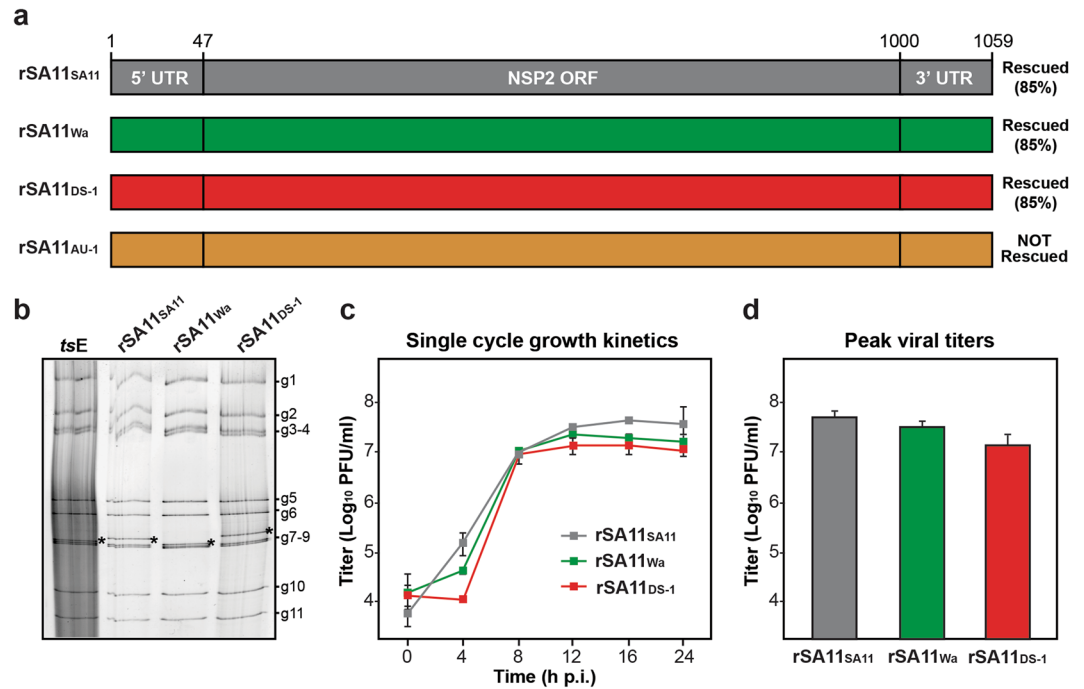 a
1 47 1000 1059
rSA11SA11 5’ UTR NSP2 ORF 3’ UTR Rescued
(85%)
rSA11Wa Rescued
(85%)
rSA11DS-1 Rescued
(85%)
rSA11AU-1 NOT
Rescued
b
tsE rSA11SA11 rSA11Wa rSA11DS-1
g1
g2
g3-4
g5
g6
* * * *
g7-9
g10
g11
c
Single cycle growth kinetics
Titer (Log10 PFU/ml)
8
7
6
5
4
rSA11SA11
rSA11Wa
rSA11DS-1
0 4 8 12 16 24
Time (h p.i.)
d
Peak viral titers
Titer (Log10 PFU/ml)
8
7
6
5
4
rSA11SA11 rSA11Wa rSA11DS-1